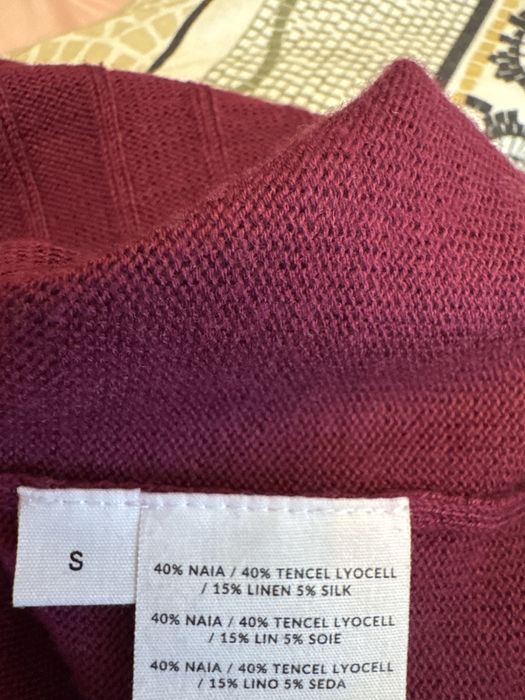 S
40% NAIA / 40% TENCEL LYOCELL
/ 15% LINEN 5% SILK
40% NAIA / 40% TENCEL LYOCELL
/ 15% LIN 5% SOIE
40% NAIA / 40% TENCEL LYOCELL
/ 15% LINO 5% SEDA